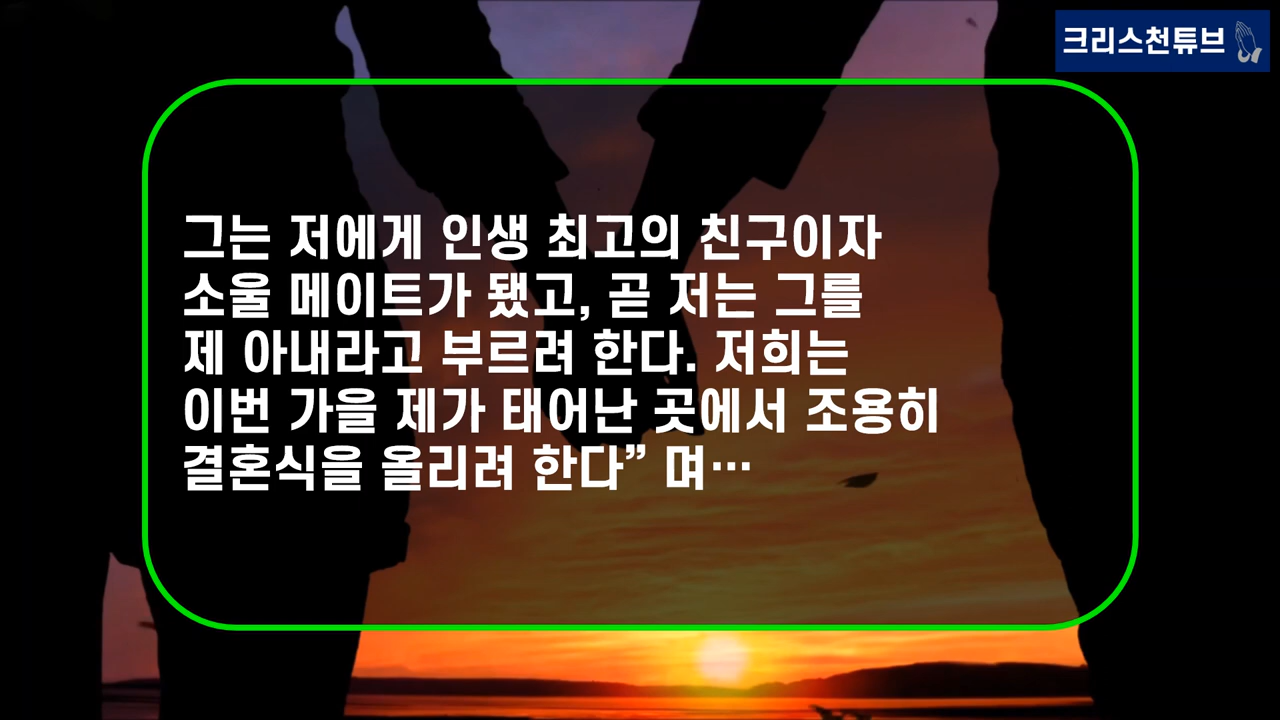 크리스천튜브
그는 저에게 인생 최고의 친구이자
소울 메이트가 됐고, 곧 저는 그를
제 아내라고 부르려 한다. 저희는
이번 가을 제가 태어난 곳에서 조용히
결혼식을 올리려 한다” 며…